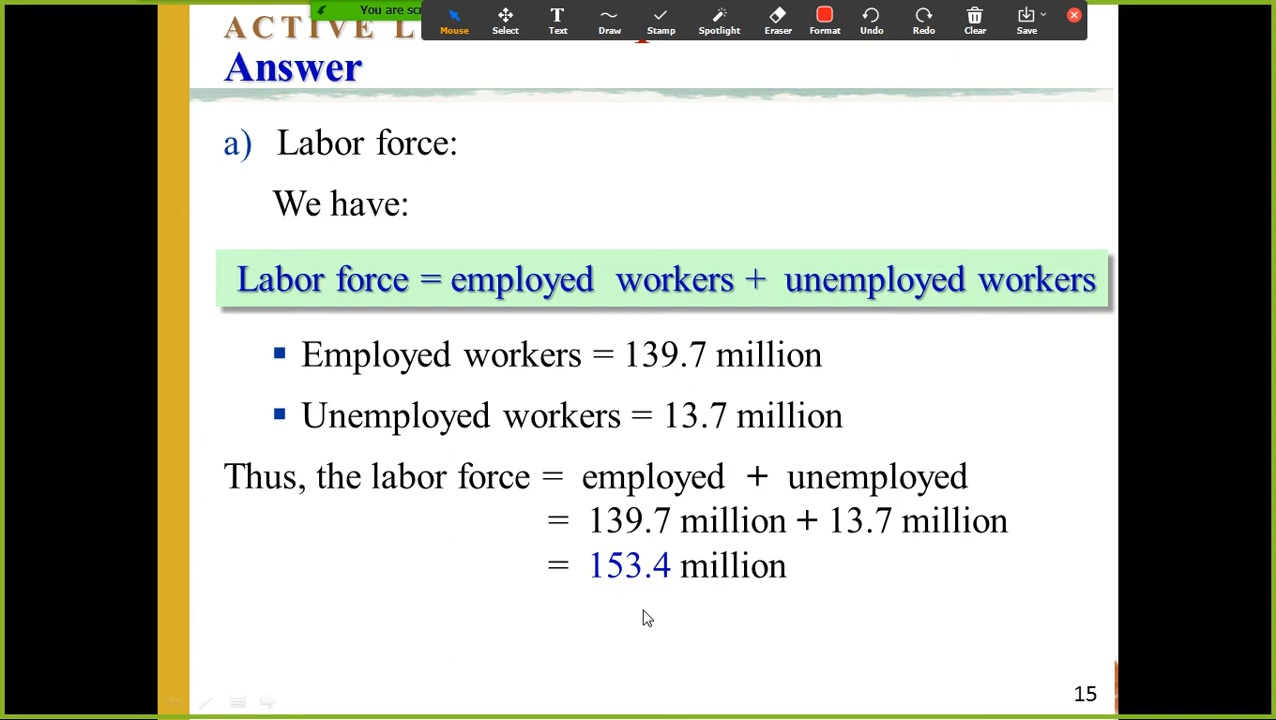 You are scr
Mouse
Select
Text
Draw
Stamp
Spotlight
Eraser
Format
Undo
Redo
Clear
Save
ACTIVE L
Answer
a) Labor force:
We have:
Labor force = employed workers + unemployed workers
▪ Employed workers = 139.7 million
▪ Unemployed workers = 13.7 million
Thus, the labor force = employed + unemployed
= 139.7 million + 13.7 million
= 153.4 million
15